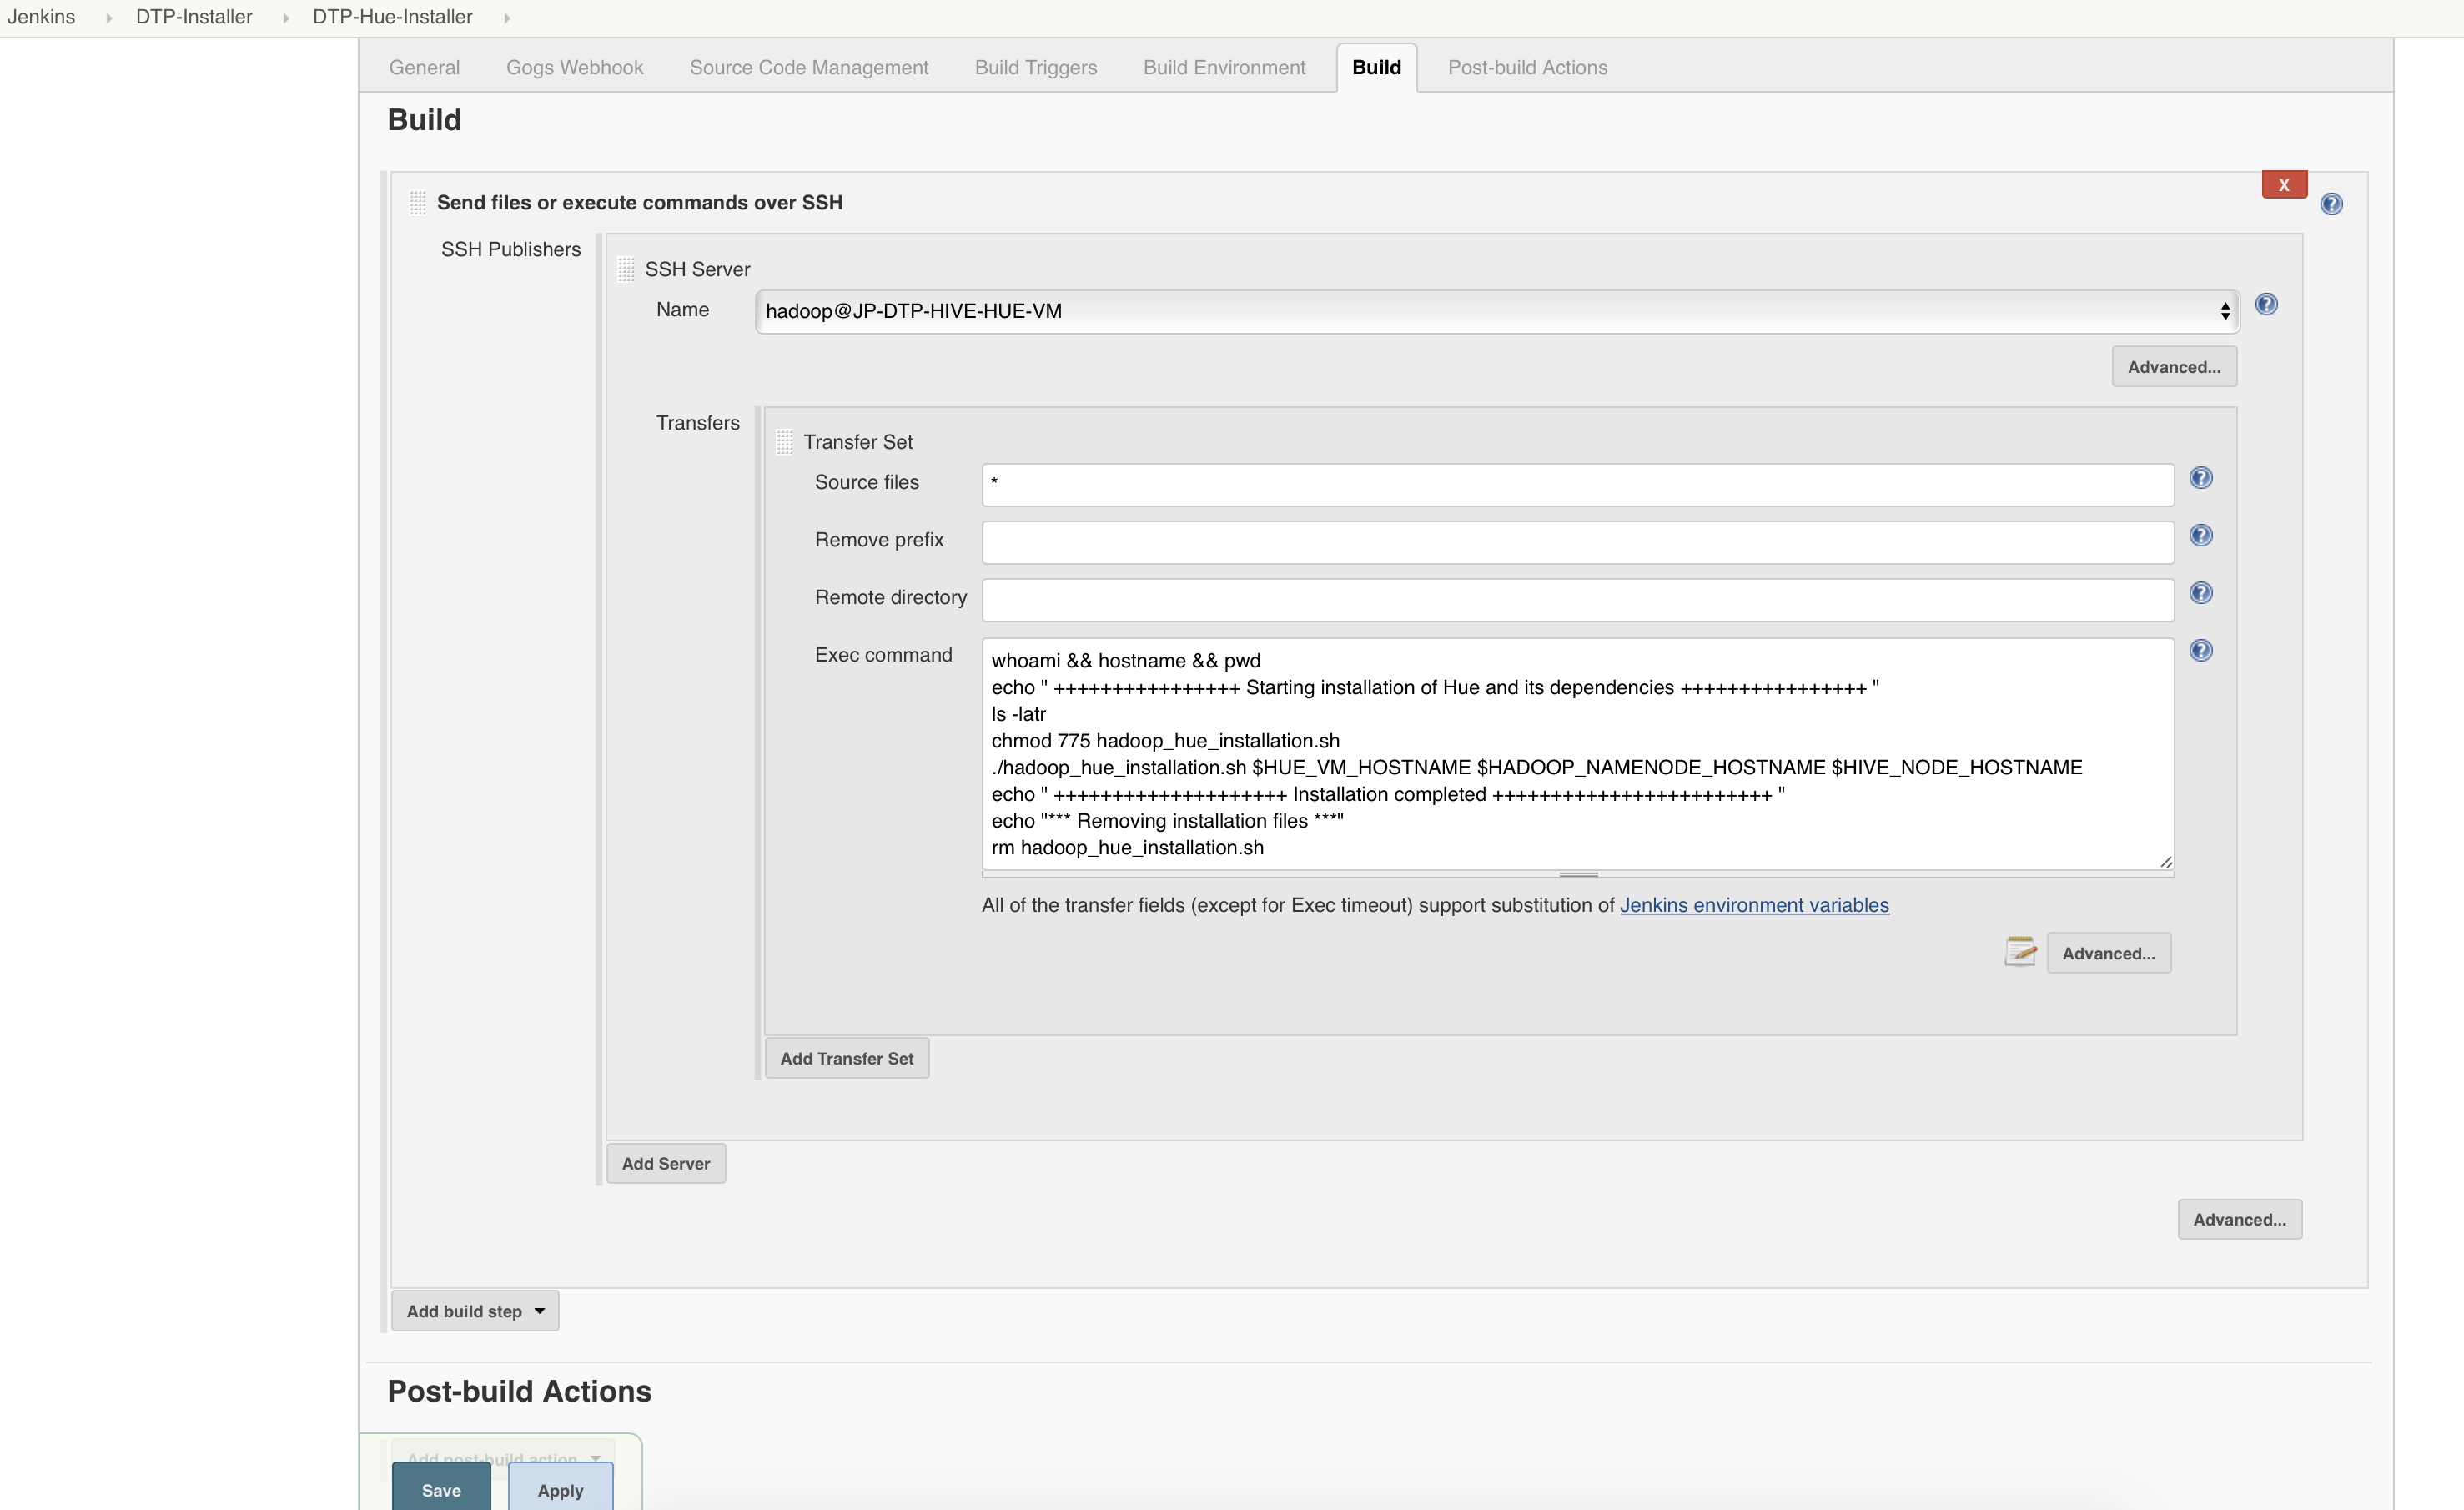 Jenkins DTP-Installer DTP-Hue-Installer
General Gogs Webhook Source Code Management Build Triggers Build Environment Build Post-build Actions
Build
X
Send files or execute commands over SSH
SSH Publishers
SSH Server
Name hadoop@JP-DTP-HIVE-HUE-VM
Advanced...
Transfers
Transfer Set
Source files *
Remove prefix
Remote directory
Exec command
whoami && hostname && pwd
echo " ++++++++++++++++ Starting installation of Hue and its dependencies ++++++++++++++++ "
ls -latr
chmod 775 hadoop_hue_installation.sh
./hadoop_hue_installation.sh $HUE_VM_HOSTNAME $HADOOP_NAMENODE_HOSTNAME $HIVE_NODE_HOSTNAME
echo " ++++++++++++++++++++ Installation completed ++++++++++++++++++++++++ "
echo "*** Removing installation files ***"
rm hadoop_hue_installation.sh
All of the transfer fields (except for Exec timeout) support substitution of Jenkins environment variables
Advanced...
Add Transfer Set
Add Server
Advanced...
Add build step
Post-build Actions
Add post-build action
Save Apply